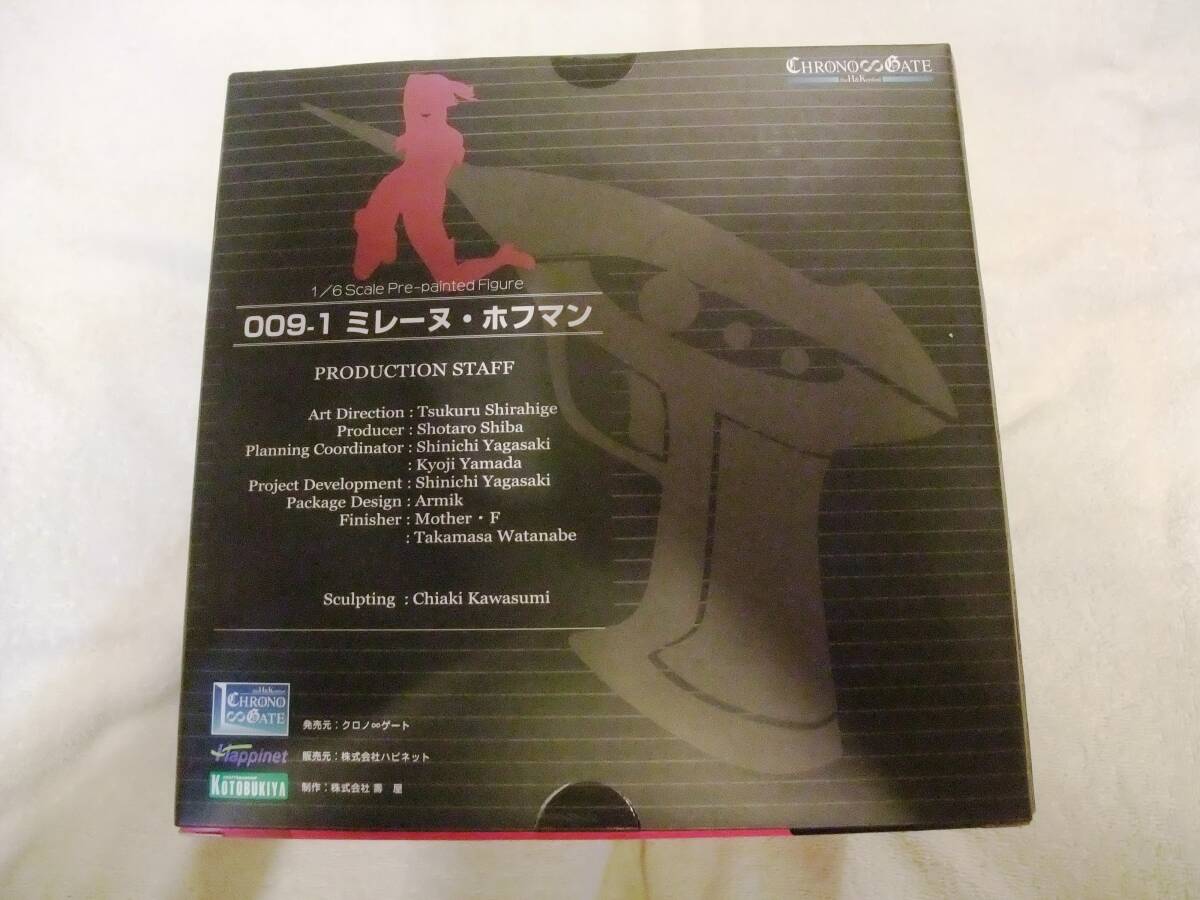 CHRONO∞GATE
1/6 Scale Pre-painted Figure
009-1 ミレーヌ・ホフマン
PRODUCTION STAFF
Art Direction : Tsukuru Shirahige
Producer : Shotaro Shiba
Planning Coordinator : Shinichi Yagasaki
: Kyoji Yamada
Project Development : Shinichi Yagasaki
Package Design : Armik
Finisher : Mother・F
: Takamasa Watanabe
Sculpting : Chiaki Kawasumi
CHRONO
∞GATE
発売元：クロノ∞ゲート
Happinet
販売元：株式会社ハピネット
KOTOBUKIYA
制作：株式会社 壽 屋